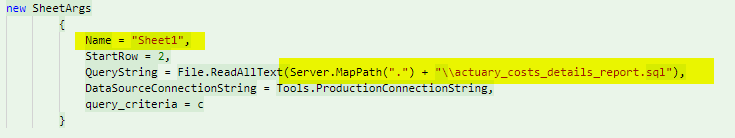 new SheetArgs
{
Name = "Sheet1",
StartRow = 2,
QueryString = File.ReadAllText(Server.MapPath(".") + "\\actuary_costs_details_report.sql"),
DataSourceConnectionString = Tools.ProductionConnectionString,
query_criteria = c
}